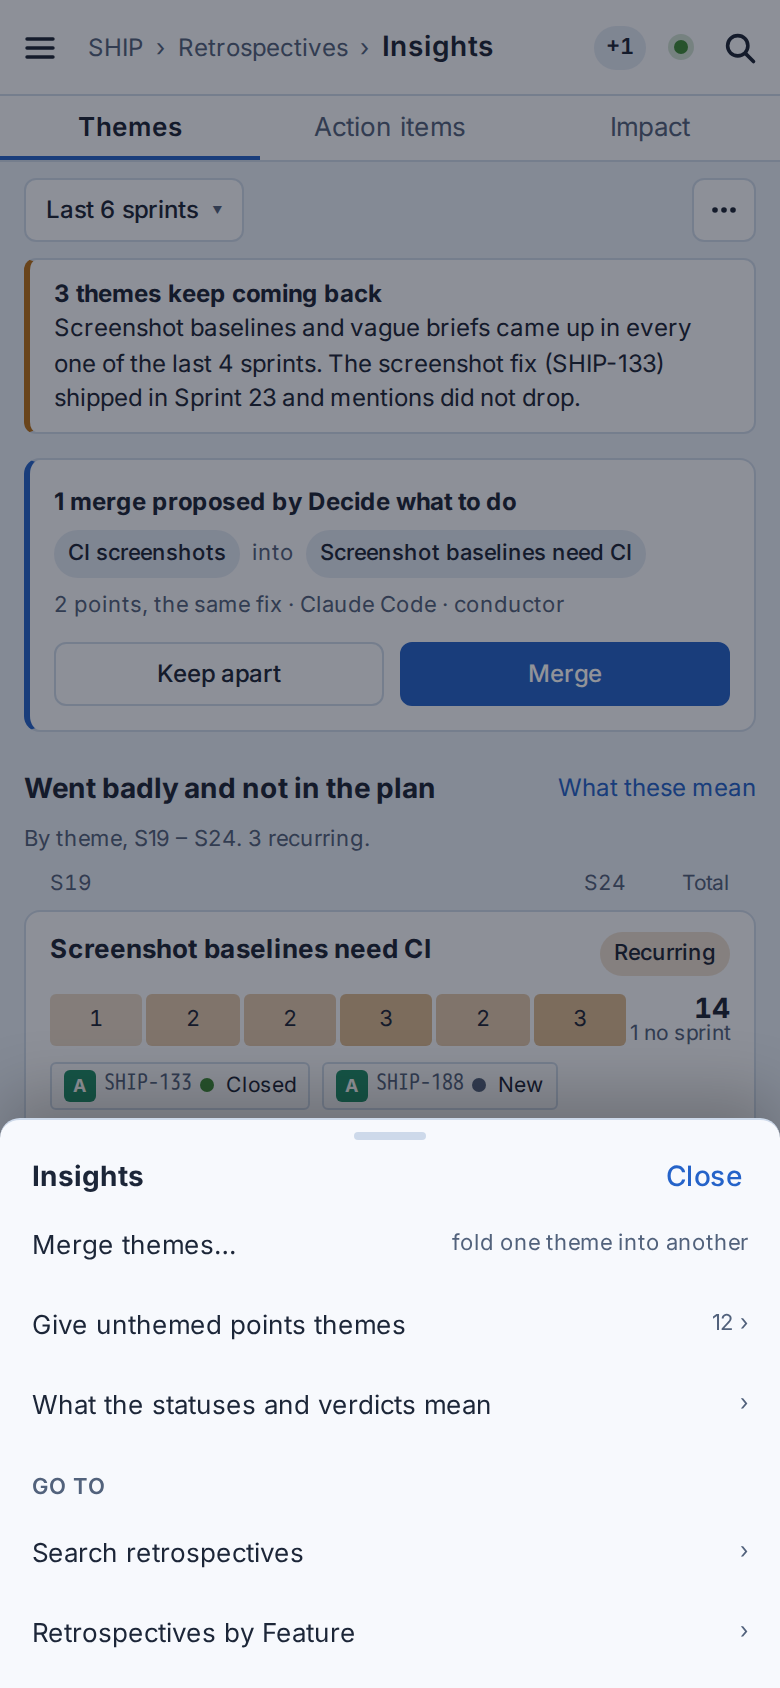 SHIP › Retrospectives › Insights +1
Themes Action items Impact
Last 6 sprints ▾ •••
3 themes keep coming back
Screenshot baselines and vague briefs came up in every
one of the last 4 sprints. The screenshot fix (SHIP-133)
shipped in Sprint 23 and mentions did not drop.
1 merge proposed by Decide what to do
CI screenshots into Screenshot baselines need CI
2 points, the same fix · Claude Code · conductor
Keep apart Merge
Went badly and not in the plan What these mean
By theme, S19 – S24. 3 recurring.
S19 S24 Total
Screenshot baselines need CI Recurring
1 2 2 3 2 3 14
1 no sprint
A SHIP-133 Closed A SHIP-188 New
Insights Close
Merge themes... fold one theme into another
Give unthemed points themes 12 ›
What the statuses and verdicts mean ›
GO TO
Search retrospectives ›
Retrospectives by Feature ›